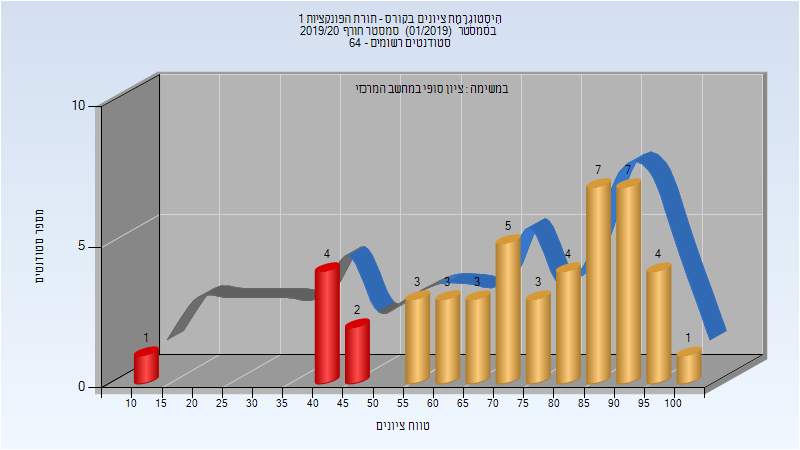 היסטוגרמת ציונים בקורס - תורת הפונקציות 1
בסמסטר (01/2019) סמסטר חורף 2019/20
סטודנטים רשומים - 64
במשימה : ציון סופי במחשב המרכזי
מספר סטודנטים
10
5
0
1
4
2
3
3
3
5
3
4
7
7
4
1
10 15 20 25 30 35 40 45 50 55 60 65 70 75 80 85 90 95 100
טווח ציונים